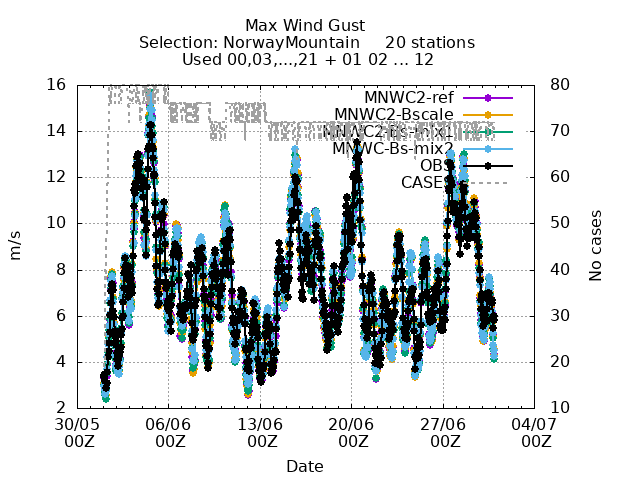 Max Wind Gust
Selection: NorwayMountain 20 stations
Used 00,03,...,21 + 01 02 ... 12
16 80
MNWC2-ref
MNWC2-Bscale
14 70
MNWC2-Bs-mix1
MNWC-Bs-mix2
OBS
12 60
CASES
10 50
m/s
No cases
8 40
6 30
4 20
2 10
30/05 06/06 13/06 20/06 27/06 04/07
00Z 00Z 00Z 00Z 00Z 00Z
Date